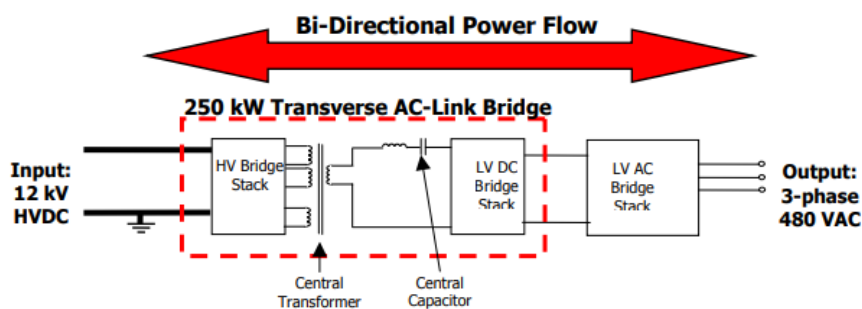 Bi-Directional Power Flow
250 kW Transverse AC-Link Bridge
Input:
12 kV
HVDC
HV Bridge
Stack
LV DC
Bridge
Stack
LV AC
Bridge
Stack
Output:
3-phase
480 VAC
Central
Transformer
Central
Capacitor